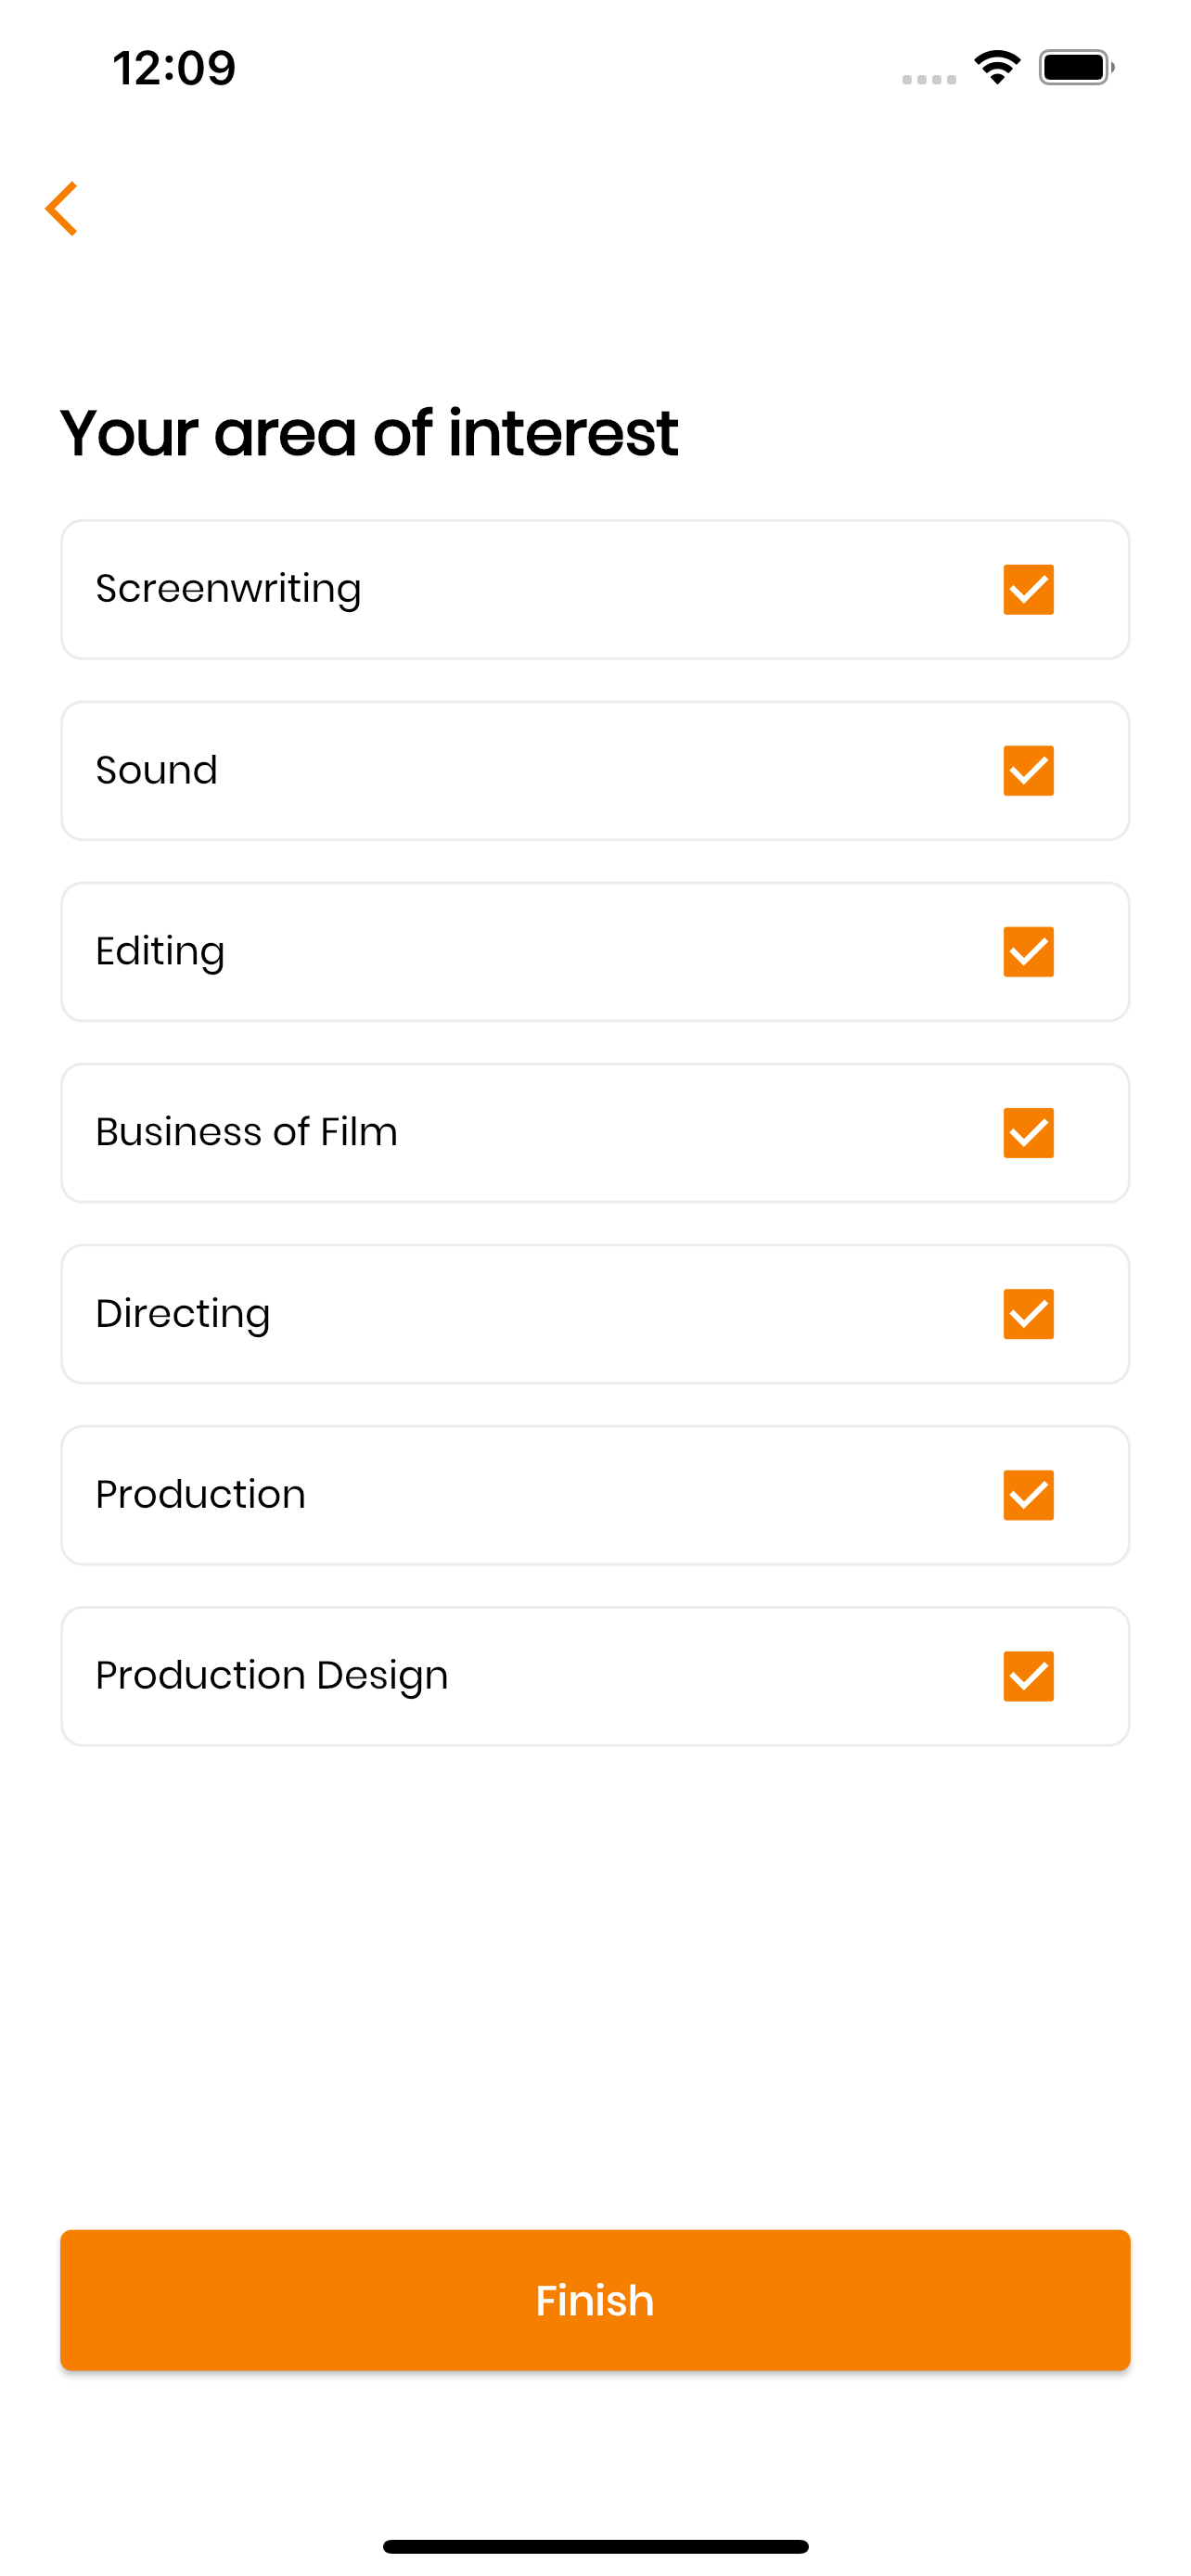 12:09
Your area of interest
Screenwriting
Sound
Editing
Business of Film
Directing
Production
Production Design
Finish